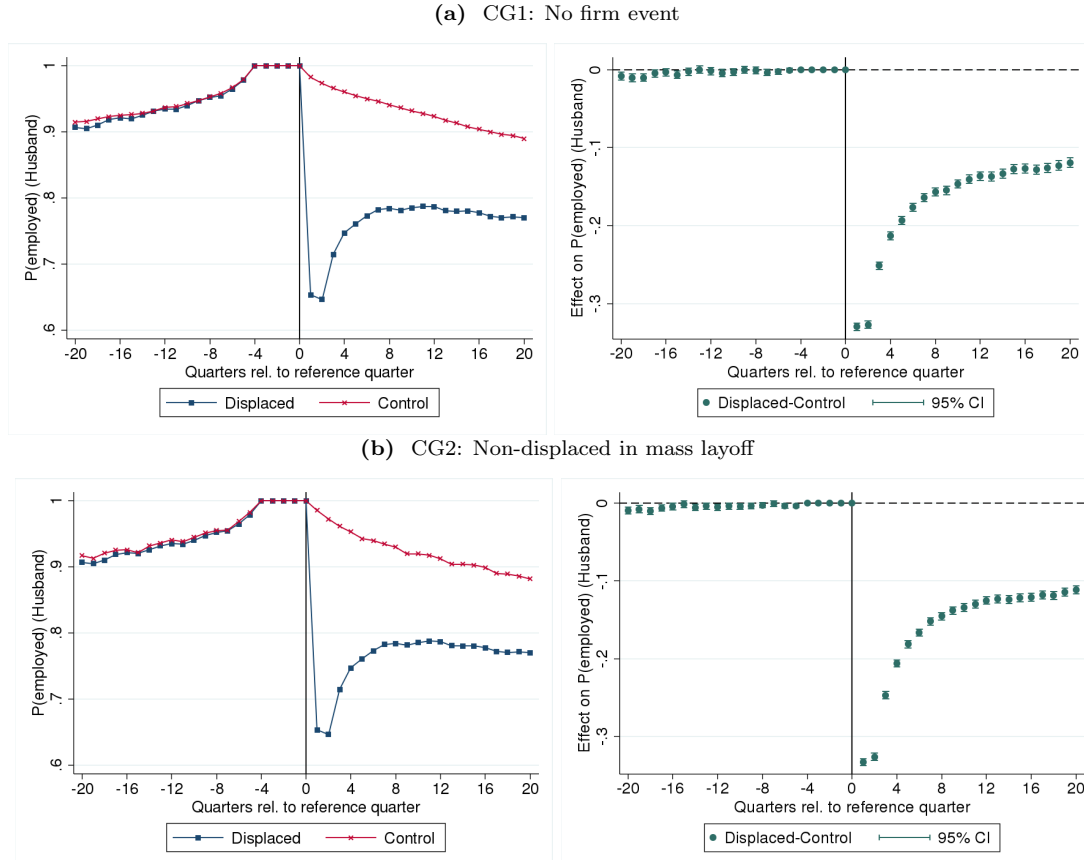 (a) CG1: No firm event
P(employed) (Husband)
1
.9
.8
.7
.6
-20 -16 -12 -8 -4 0 4 8 12 16 20
Quarters rel. to reference quarter
Displaced Control
Effect on P(employed) (Husband)
0
-.1
-.2
-.3
-20 -16 -12 -8 -4 0 4 8 12 16 20
Quarters rel. to reference quarter
Displaced-Control 95% CI
(b) CG2: Non-displaced in mass layoff
P(employed) (Husband)
1
.9
.8
.7
.6
-20 -16 -12 -8 -4 0 4 8 12 16 20
Quarters rel. to reference quarter
Displaced Control
Effect on P(employed) (Husband)
0
-.1
-.2
-.3
-20 -16 -12 -8 -4 0 4 8 12 16 20
Quarters rel. to reference quarter
Displaced-Control 95% CI